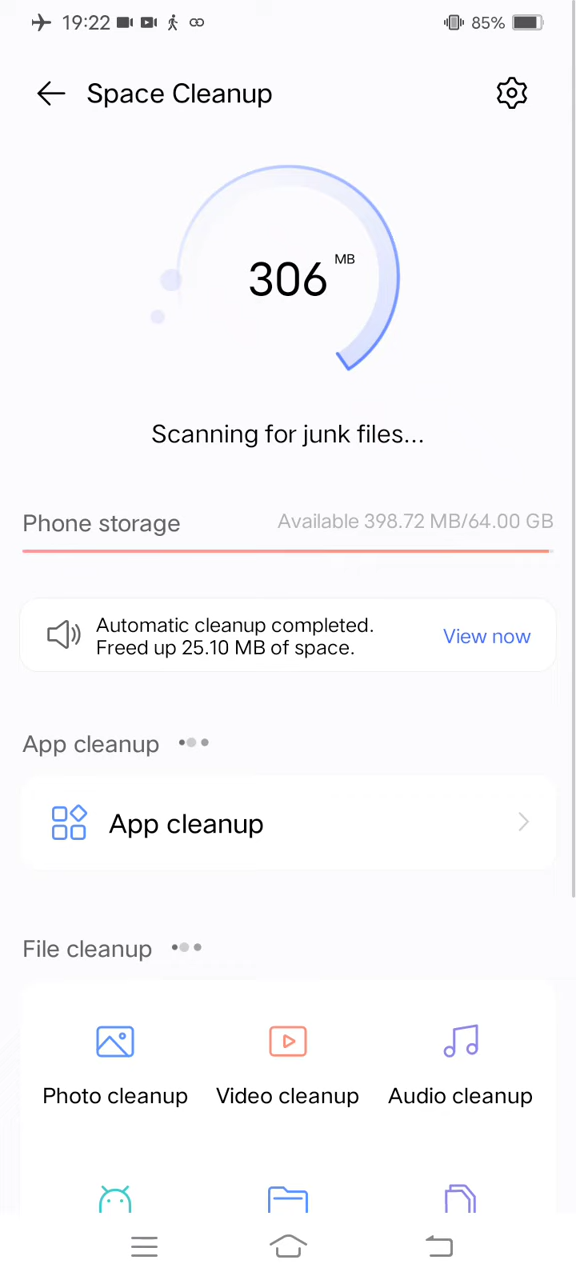 19:22
85%
Space Cleanup
306 MB
Scanning for junk files...
Phone storage
Available 398.72 MB/64.00 GB
Automatic cleanup completed.
Freed up 25.10 MB of space.
View now
App cleanup
App cleanup
File cleanup
Photo cleanup
Video cleanup
Audio cleanup